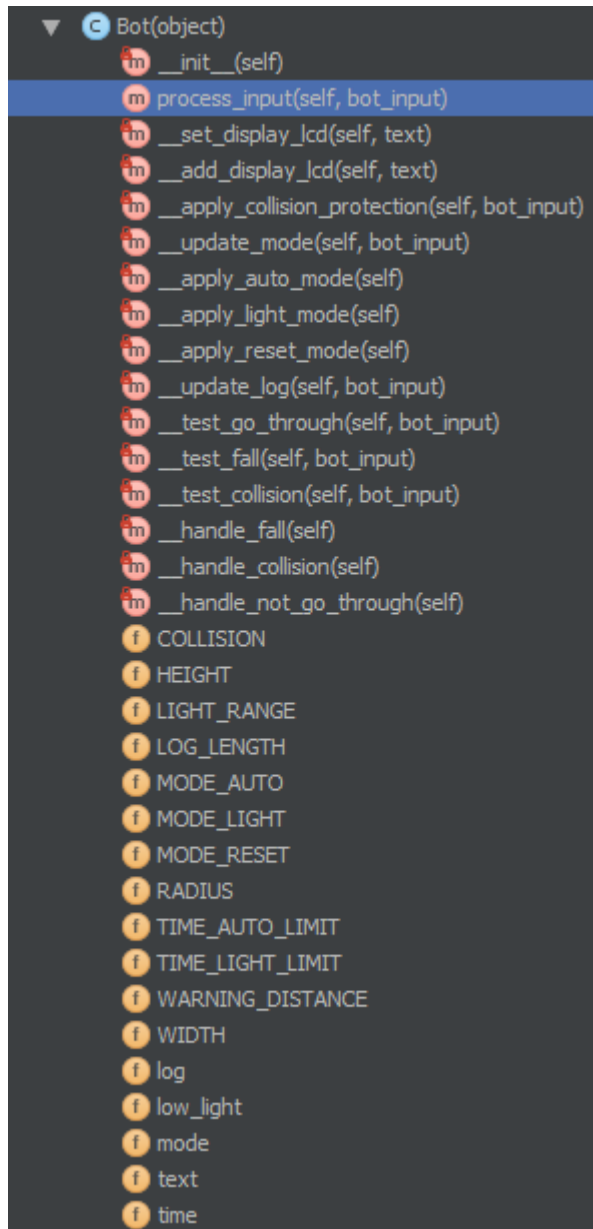 C Bot(object)
m __init__(self)
m process_input(self, bot_input)
m __set_display_lcd(self, text)
m __add_display_lcd(self, text)
m __apply_collision_protection(self, bot_input)
m __update_mode(self, bot_input)
m __apply_auto_mode(self)
m __apply_light_mode(self)
m __apply_reset_mode(self)
m __update_log(self, bot_input)
m __test_go_through(self, bot_input)
m __test_fall(self, bot_input)
m __test_collision(self, bot_input)
m __handle_fall(self)
m __handle_collision(self)
m __handle_not_go_through(self)
f COLLISION
f HEIGHT
f LIGHT_RANGE
f LOG_LENGTH
f MODE_AUTO
f MODE_LIGHT
f MODE_RESET
f RADIUS
f TIME_AUTO_LIMIT
f TIME_LIGHT_LIMIT
f WARNING_DISTANCE
f WIDTH
f log
f low_light
f mode
f text
f time